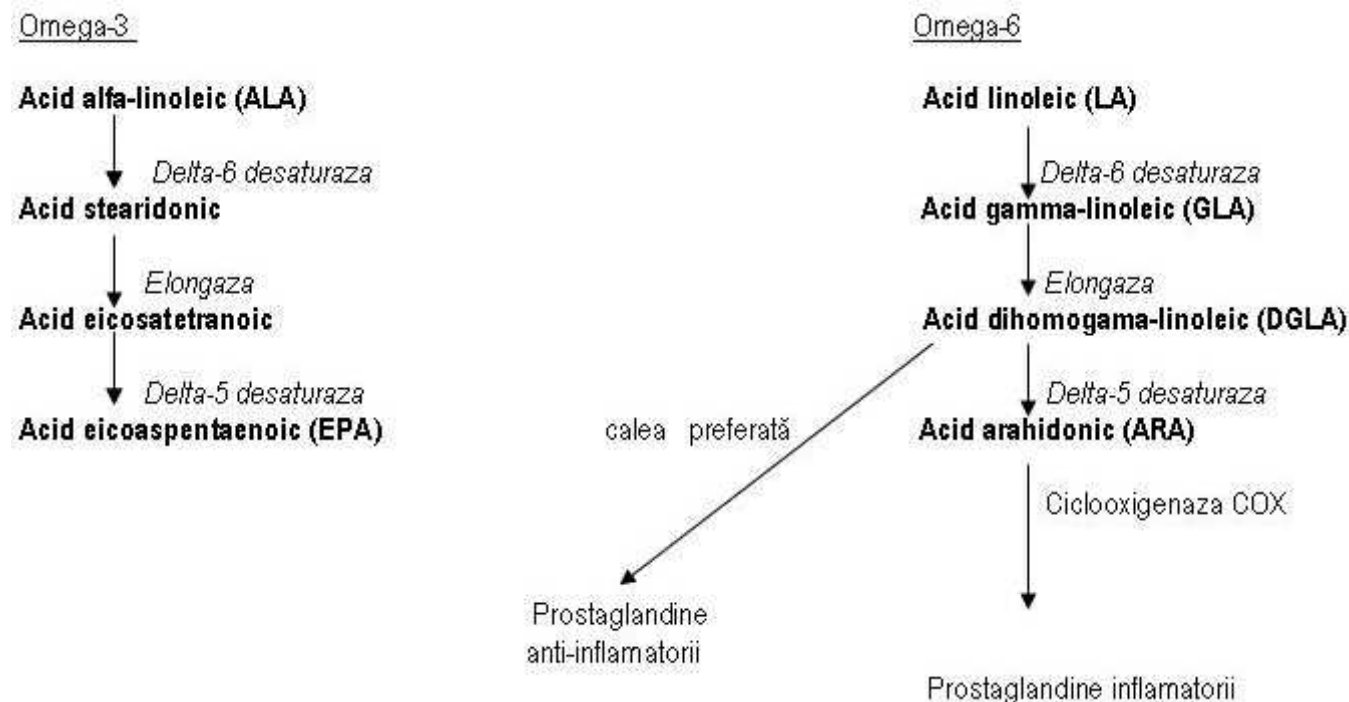 Omega-3
Acid alfa-linoleic (ALA)
Delta-6 desaturaza
Acid stearidonic
Elongaza
Acid eicosatetranoic
Delta-5 desaturaza
Acid eicoaspentaenoic (EPA)
Omega-6
Acid linoleic (LA)
Delta-6 desaturaza
Acid gamma-linoleic (GLA)
Elongaza
Acid dihomogama-linoleic (DGLA)
Delta-5 desaturaza
Acid arahidonic (ARA)
Ciclooxigenaza COX
Prostaglandine inflamatorii
calea preferată
Prostaglandine
anti-inflamatorii